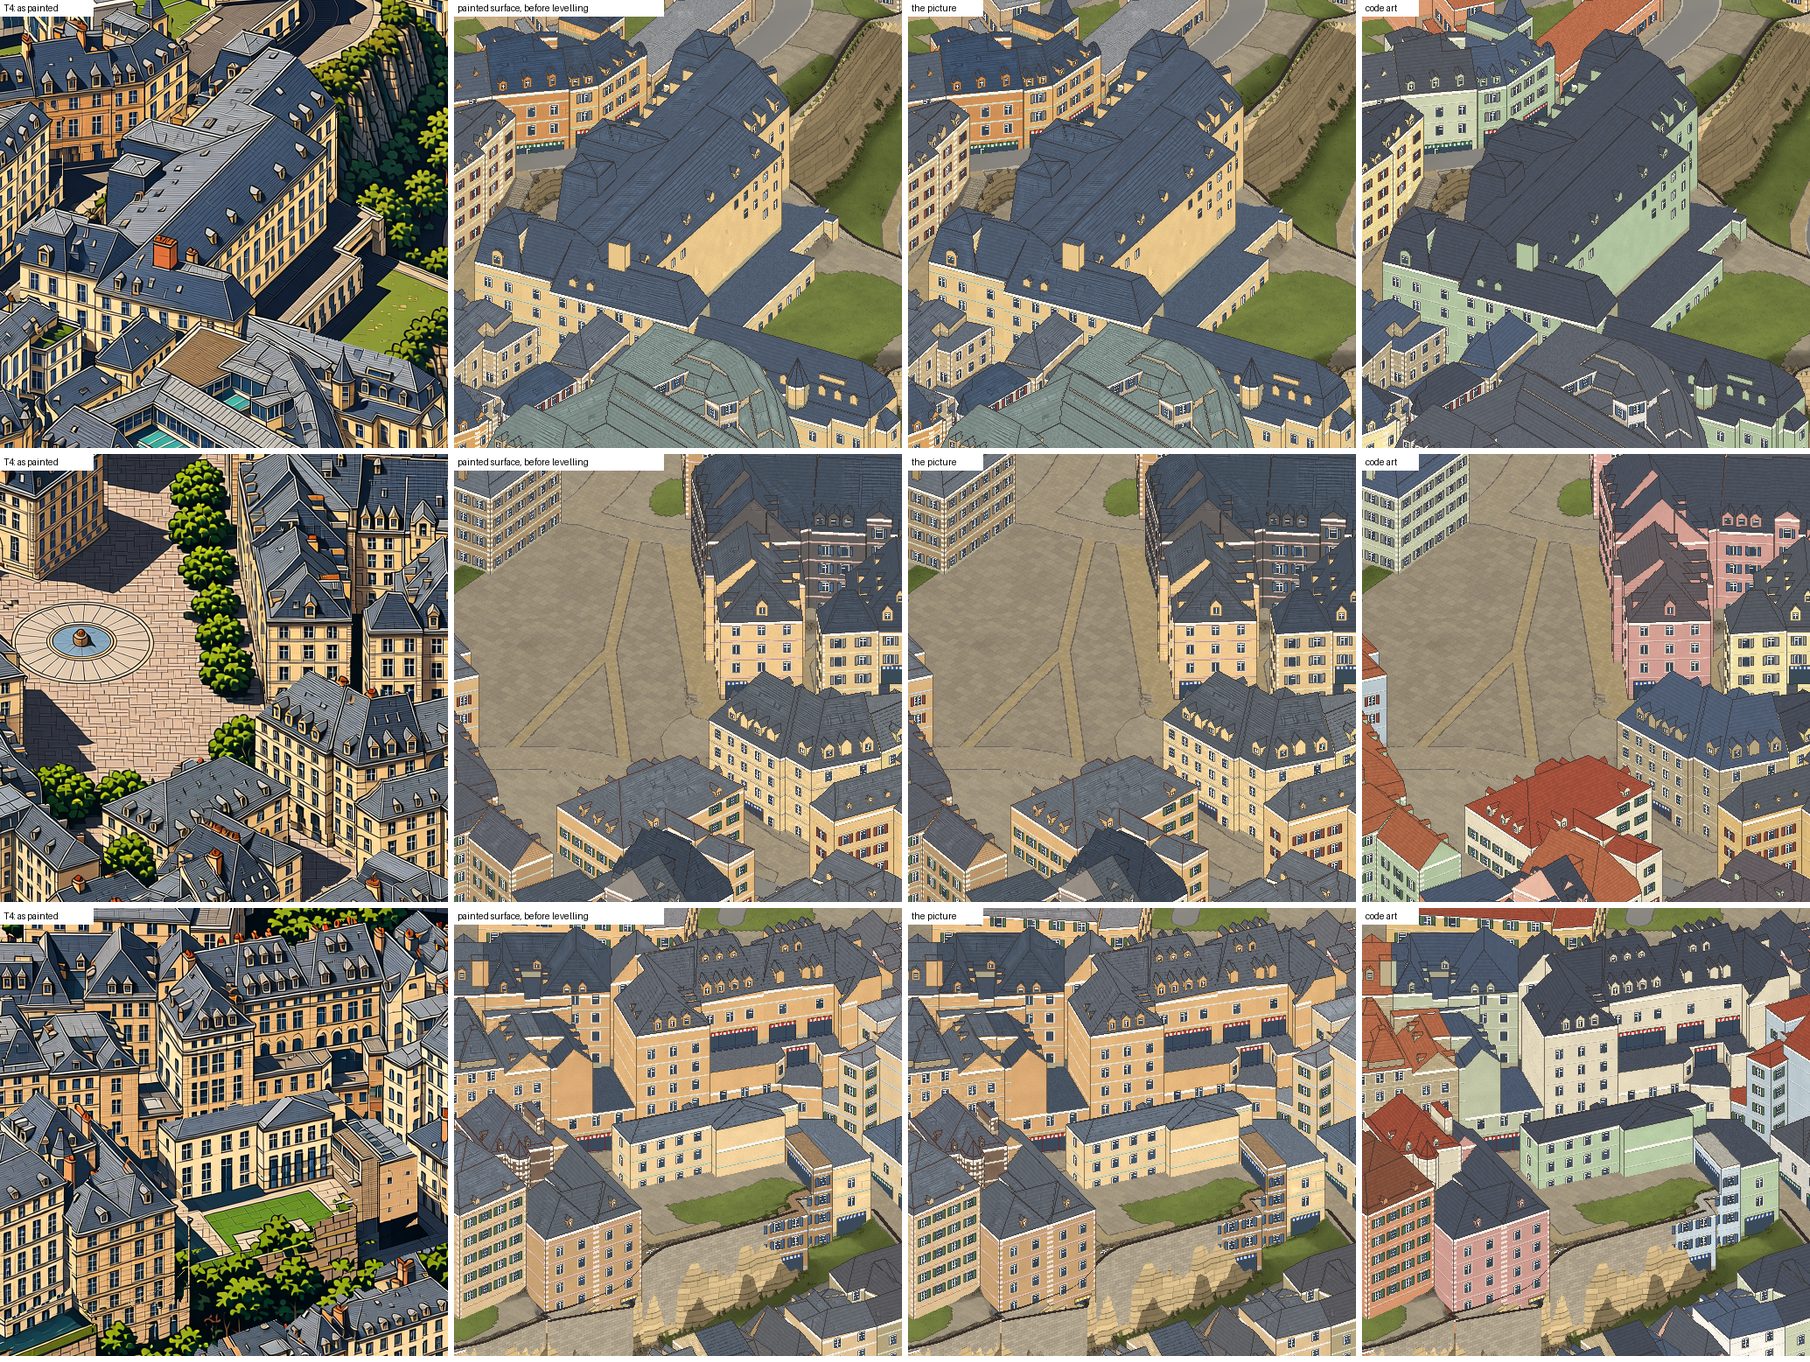 T4: as painted
painted surface, before levelling
the picture
code art
T4: as painted
painted surface, before levelling
the picture
code art
T4: as painted
painted surface, before levelling
the picture
code art